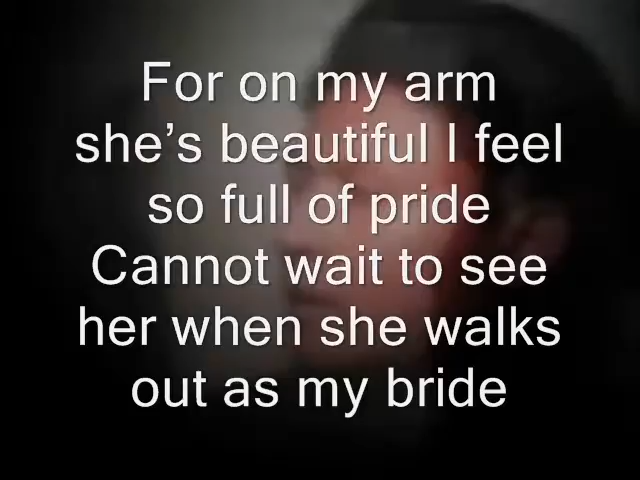 For on my arm
she’s beautiful I feel
so full of pride
Cannot wait to see
her when she walks
out as my bride